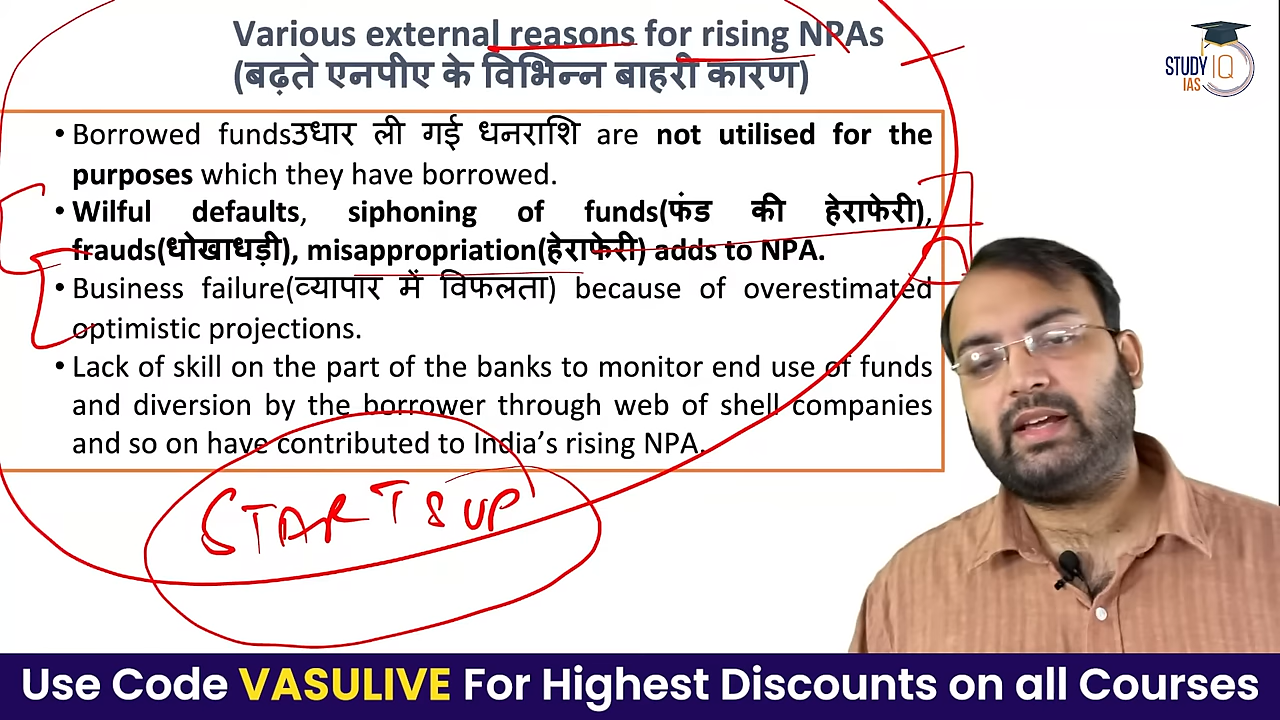 Various external reasons for rising NPAs
(बढ़ते एनपीए के विभिन्न बाहरी कारण)
STUDY IQ
IAS
• Borrowed fundsउधार ली गई धनराशि are not utilised for the
purposes which they have borrowed.
• Wilful defaults, siphoning of funds(फंड की हेराफेरी),
frauds(धोखाधड़ी), misappropriation(हेराफेरी) adds to NPA.
• Business failure(व्यापार में विफलता) because of overestimated
optimistic projections.
• Lack of skill on the part of the banks to monitor end use of funds
and diversion by the borrower through web of shell companies
and so on have contributed to India’s rising NPA.
STARTSUP
Use Code VASULIVE For Highest Discounts on all Courses